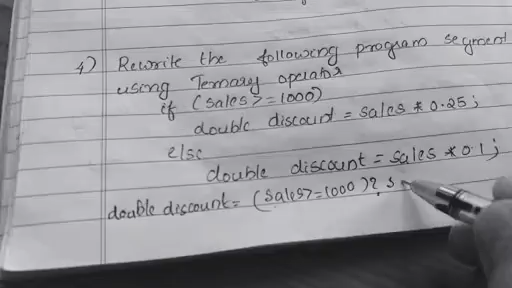 4) Rewrite the following program segment
using Ternary operator
if (sales>=1000)
double discount = sales * 0.25;
else
double discount = sales * 0.1;
double discount = (sales>=1000)? s